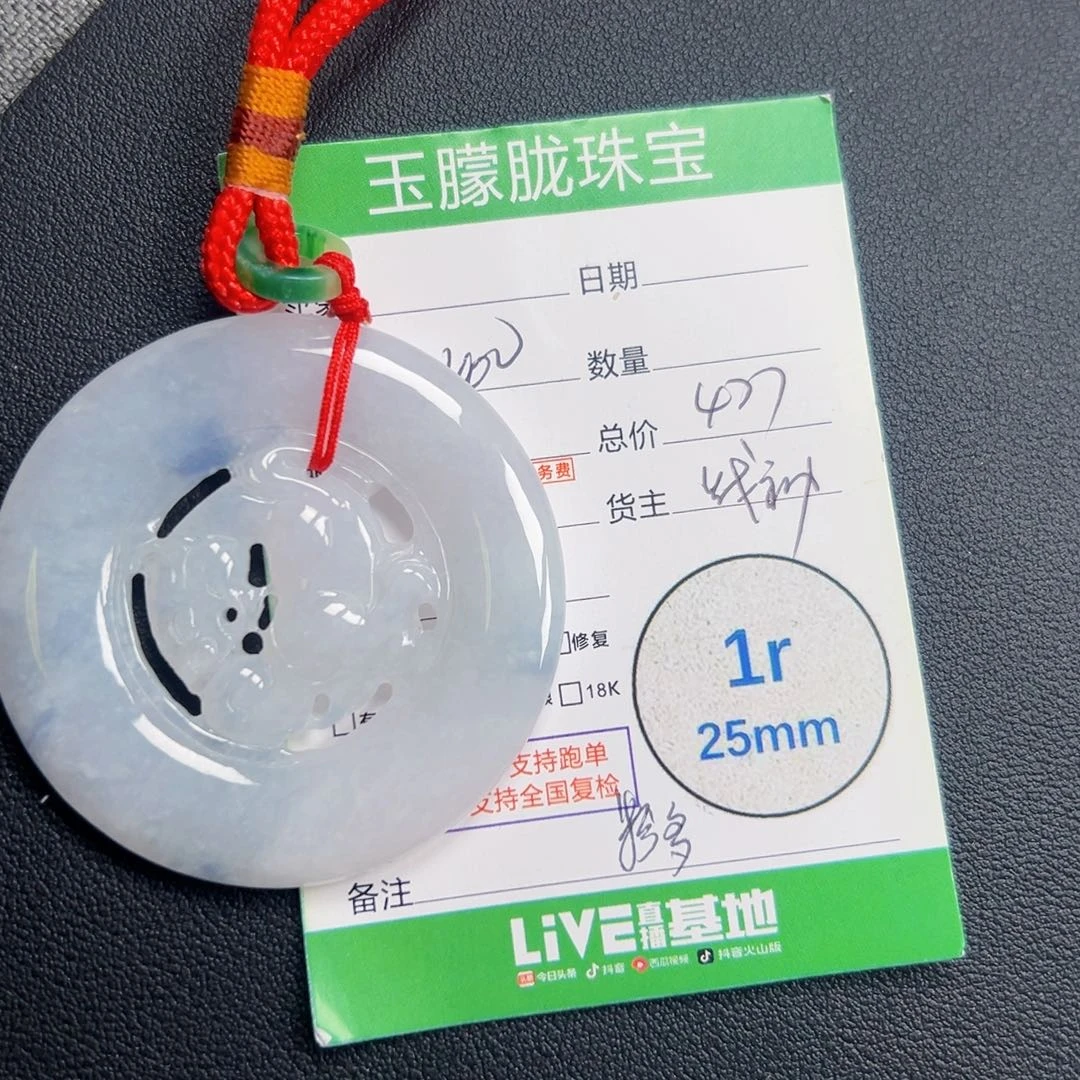 玉朦胧珠宝
日期
数量
总价 477
务费
货主
修复
18K
1r
25mm
支持跑单
支持全国复检
备注
LiVE直播基地
头条 今日头条 抖音 西瓜视频 抖音火山版